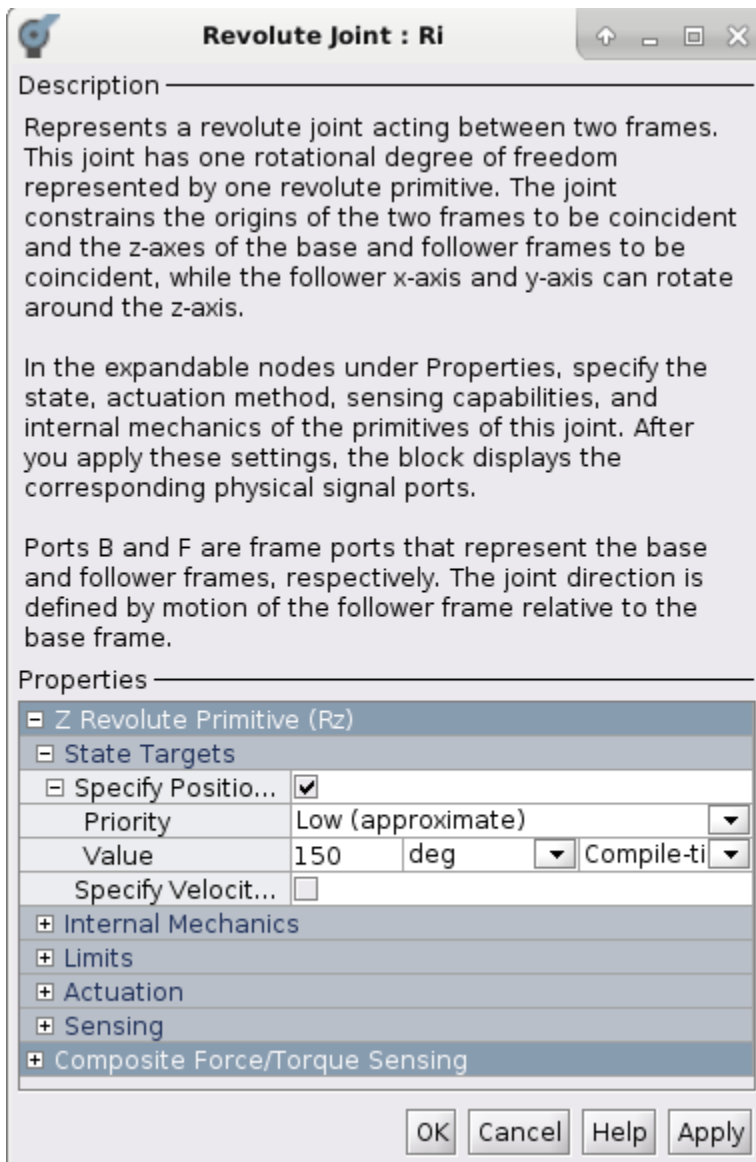 Revolute Joint : Ri
Description
Represents a revolute joint acting between two frames.
This joint has one rotational degree of freedom
represented by one revolute primitive. The joint
constrains the origins of the two frames to be coincident
and the z-axes of the base and follower frames to be
coincident, while the follower x-axis and y-axis can rotate
around the z-axis.
In the expandable nodes under Properties, specify the
state, actuation method, sensing capabilities, and
internal mechanics of the primitives of this joint. After
you apply these settings, the block displays the
corresponding physical signal ports.
Ports B and F are frame ports that represent the base
and follower frames, respectively. The joint direction is
defined by motion of the follower frame relative to the
base frame.
Properties
Z Revolute Primitive (Rz)
State Targets
Specify Positio...
Priority Low (approximate)
Value 150 deg Compile-ti
Specify Velocit...
Internal Mechanics
Limits
Actuation
Sensing
Composite Force/Torque Sensing
OK Cancel Help Apply